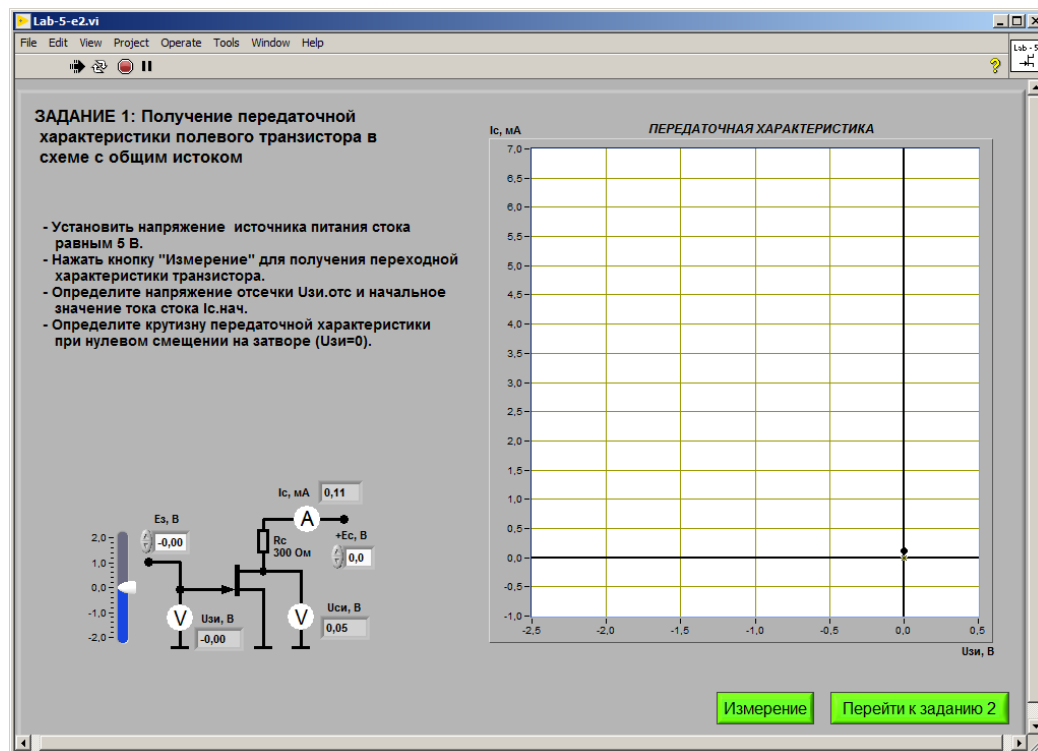 Lab-5-e2.vi
File Edit View Project Operate Tools Window Help
Lab - 5
?
ЗАДАНИЕ 1: Получение передаточной
характеристики полевого транзистора в
схеме с общим истоком
- Установить напряжение источника питания стока
равным 5 В.
- Нажать кнопку "Измерение" для получения переходной
характеристики транзистора.
- Определите напряжение отсечки Uзи.отс и начальное
значение тока стока Iс.нач.
- Определите крутизну передаточной характеристики
при нулевом смещении на затворе (Uзи=0).
Ic, мА
ПЕРЕДАТОЧНАЯ ХАРАКТЕРИСТИКА
7,0
6,5
6,0
5,5
5,0
4,5
4,0
3,5
3,0
2,5
2,0
1,5
1,0
0,5
0,0
-0,5
-1,0
-2,5 -2,0 -1,5 -1,0 -0,5 0,0 0,5
Uзи, В
Ic, мА 0,11
A
Eз, В
-0,00
2,0
1,0
0,0
-1,0
-2,0
Rc
300 Ом
+Ec, В
0,0
V
Uзи, В
-0,00
V
Uси, В
0,05
Измерение
Перейти к заданию 2